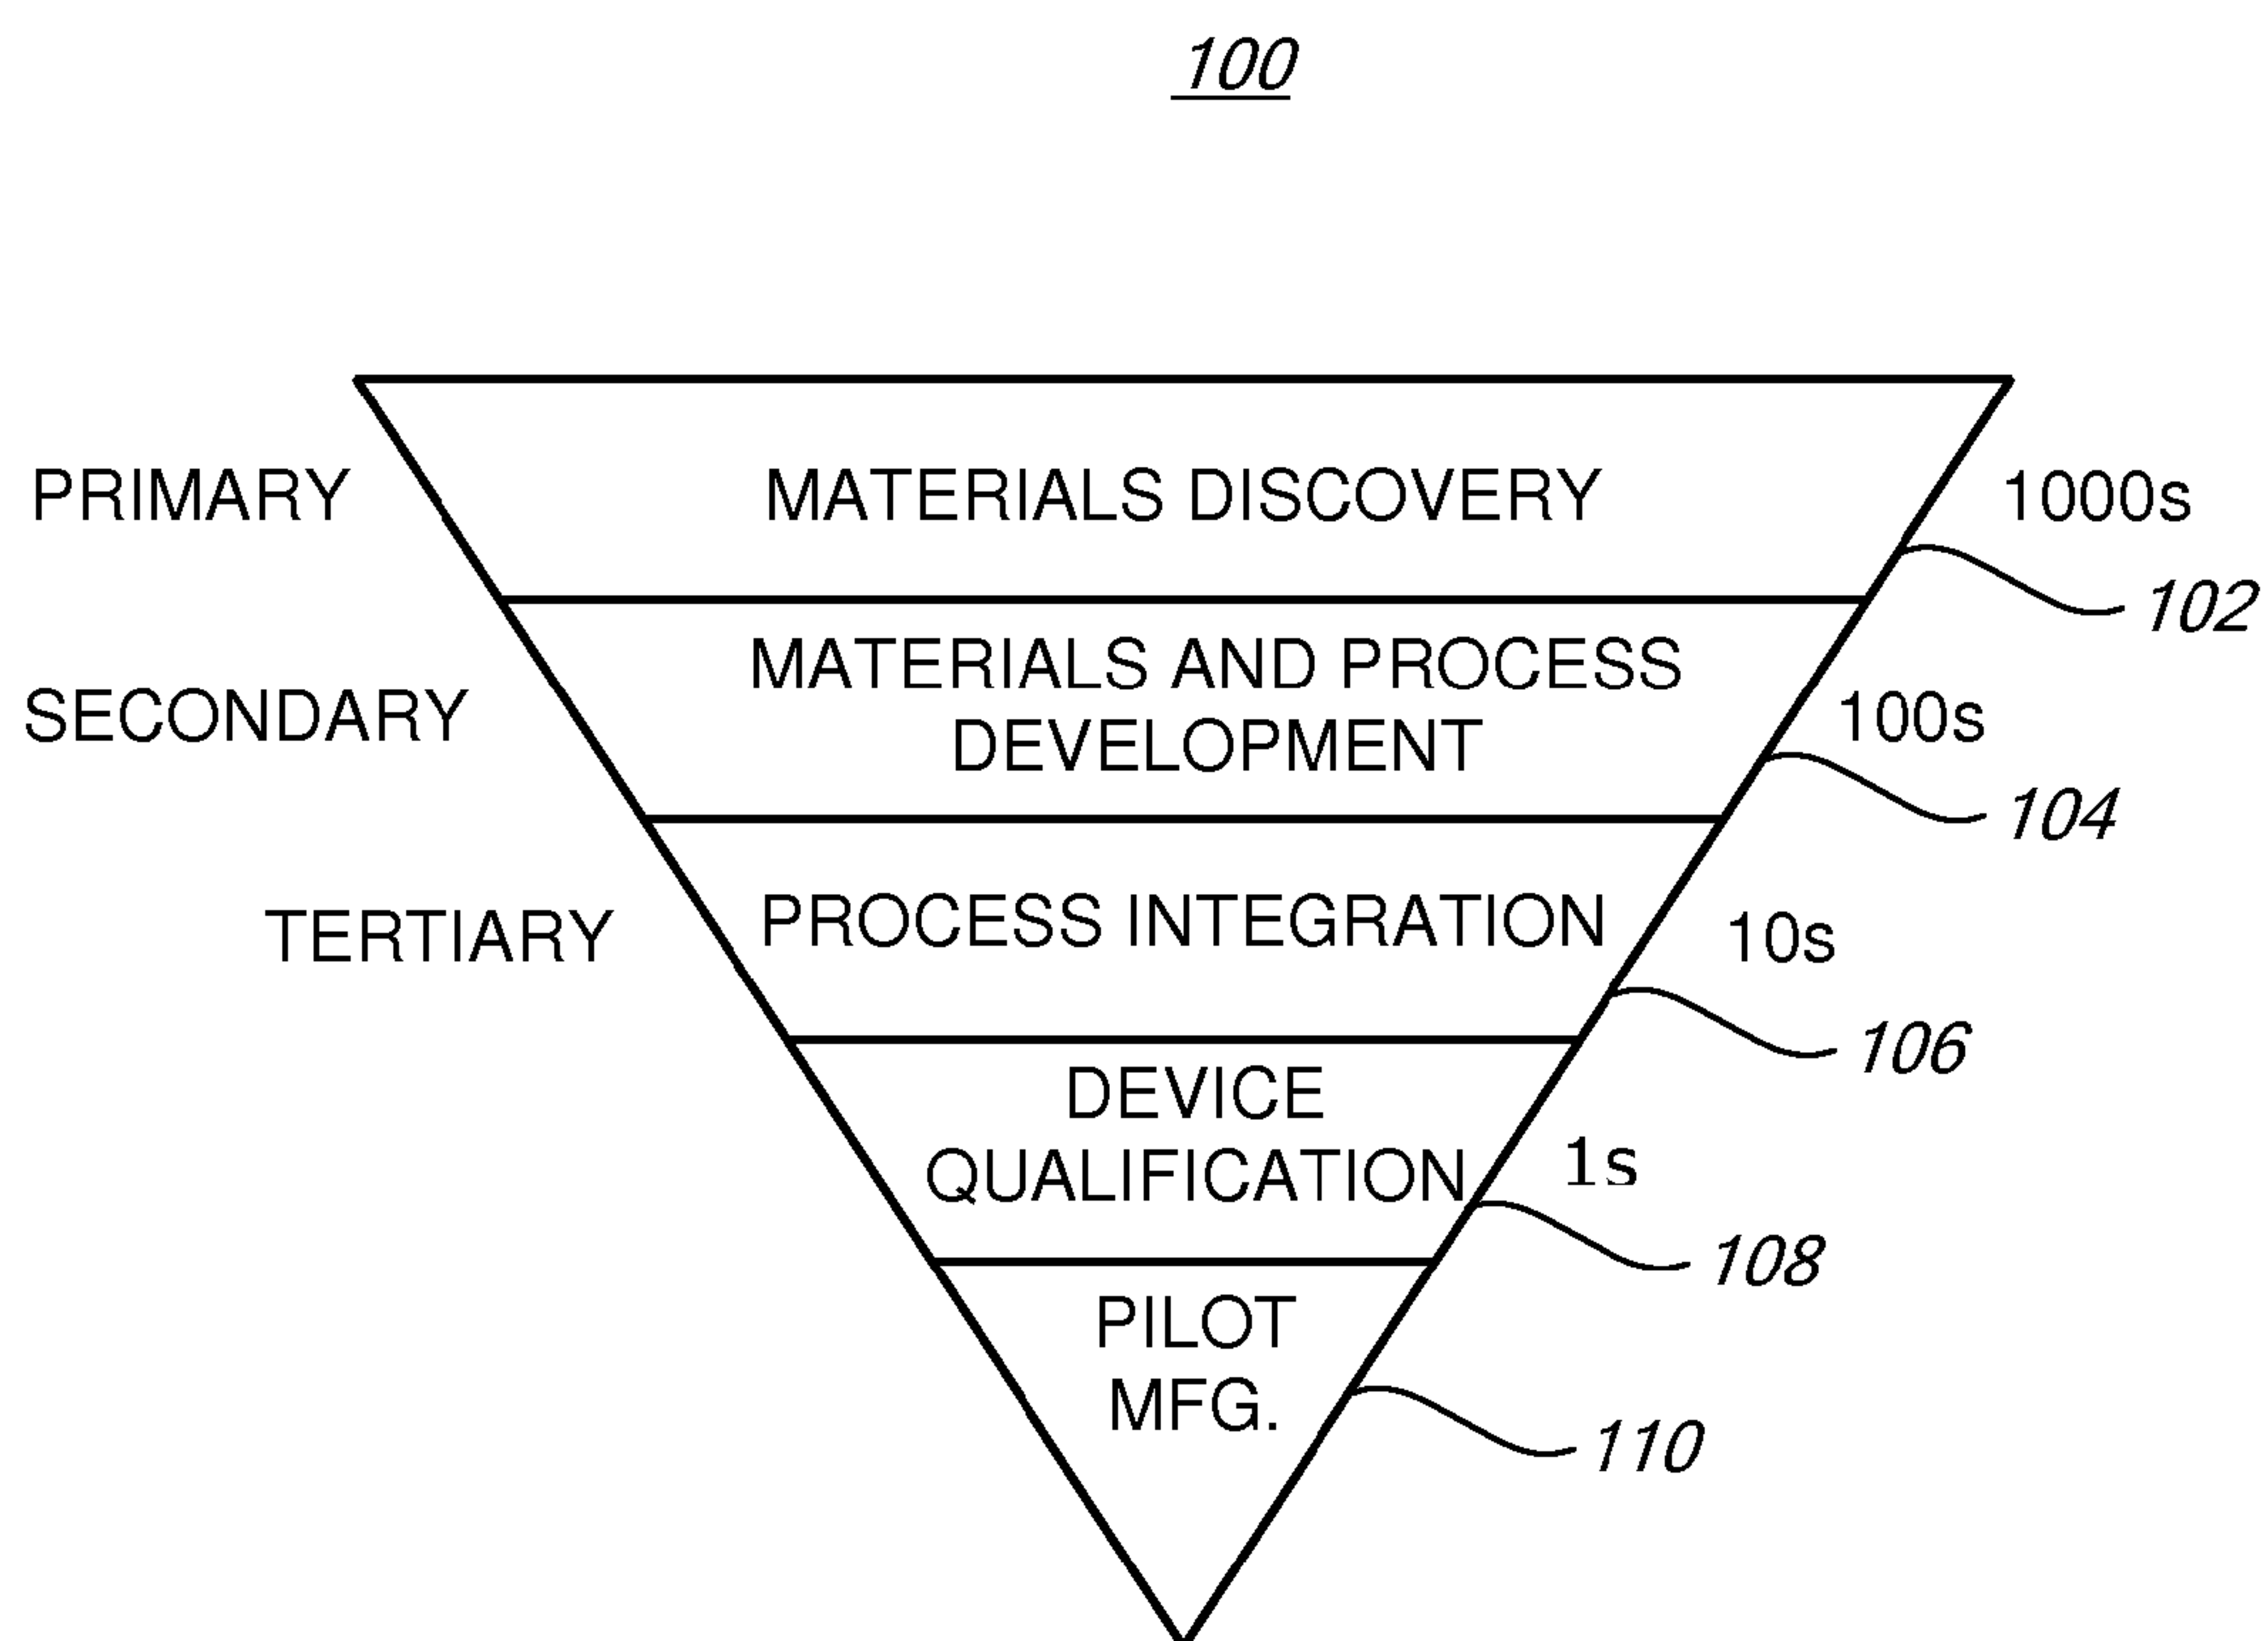 100
PRIMARY
MATERIALS DISCOVERY
1000s
102
SECONDARY
MATERIALS AND PROCESS
DEVELOPMENT
100s
104
TERTIARY
PROCESS INTEGRATION
10s
106
DEVICE
QUALIFICATION
1s
108
PILOT
MFG.
110